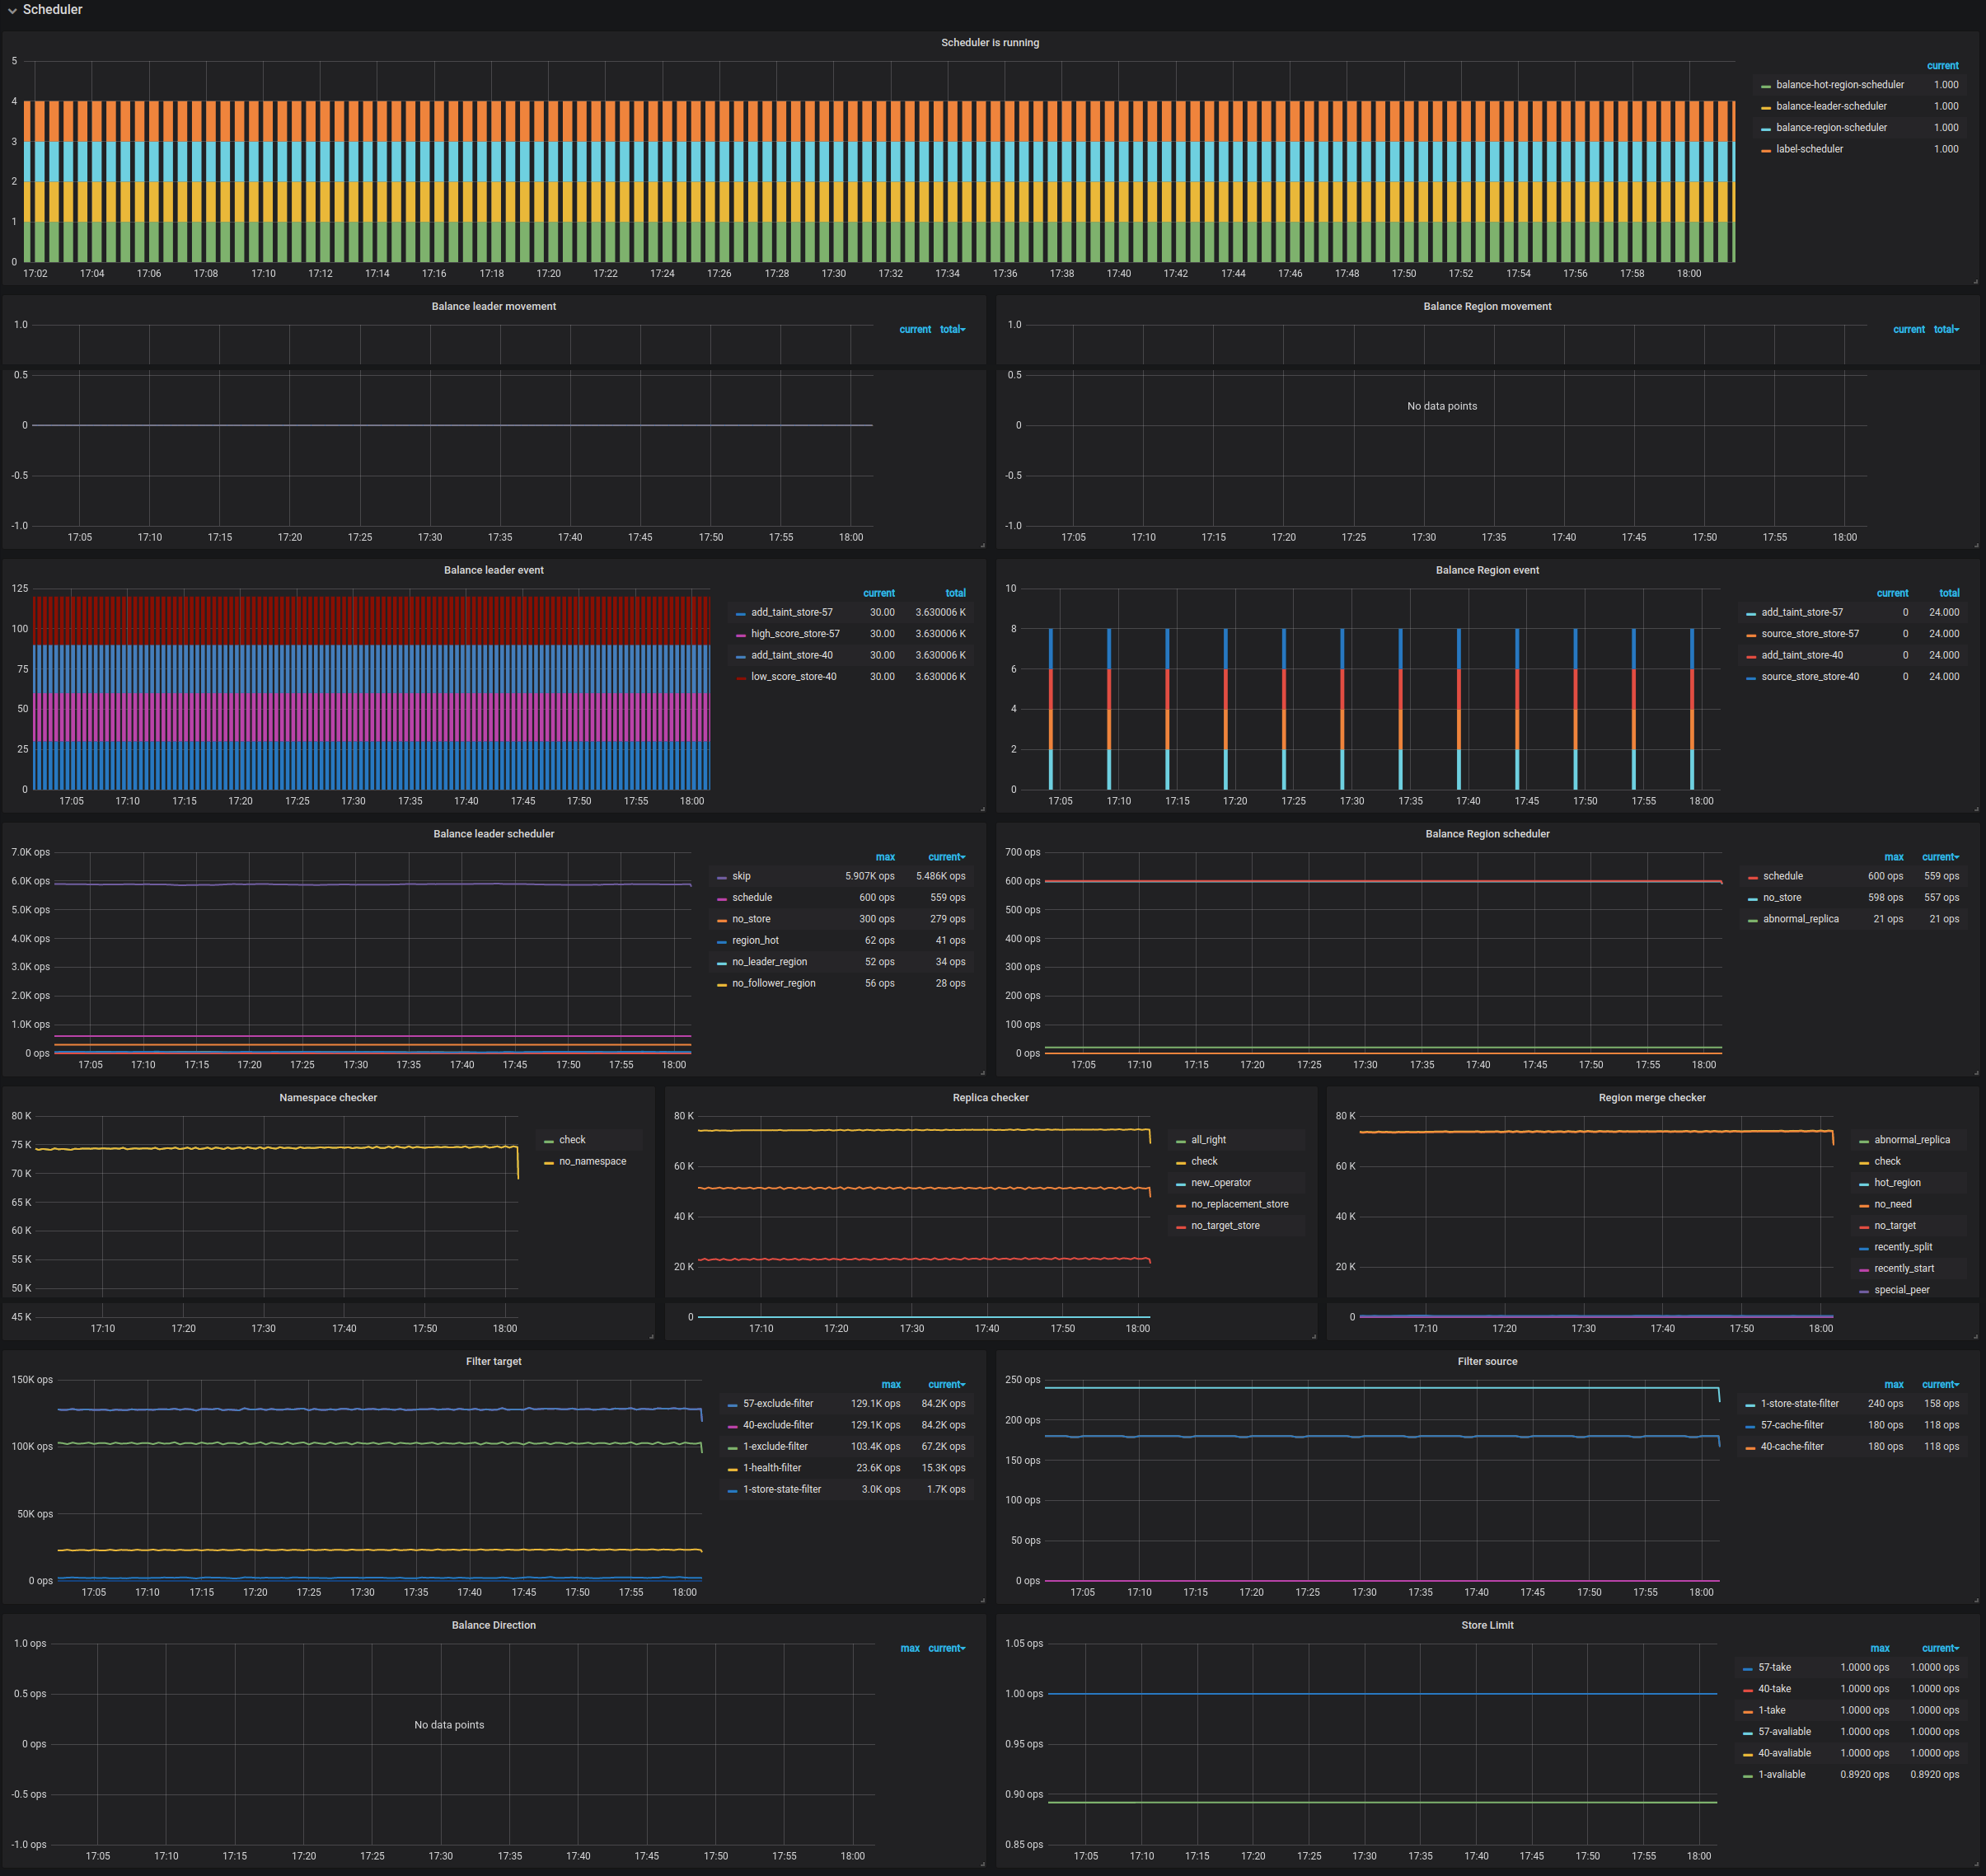 Scheduler
Scheduler is running
5
4
3
2
1
0
17:02 17:04 17:06 17:08 17:10 17:12 17:14 17:16 17:18 17:20 17:22 17:24 17:26 17:28 17:30 17:32 17:34 17:36 17:38 17:40 17:42 17:44 17:46 17:48 17:50 17:52 17:54 17:56 17:58 18:00
current
balance-hot-region-scheduler 1.000
balance-leader-scheduler 1.000
balance-region-scheduler 1.000
label-scheduler 1.000
Balance leader movement
1.0
0.5
0
-0.5
-1.0
17:05 17:10 17:15 17:20 17:25 17:30 17:35 17:40 17:45 17:50 17:55 18:00
current total
Balance Region movement
1.0
0.5
0
-0.5
-1.0
No data points
17:05 17:10 17:15 17:20 17:25 17:30 17:35 17:40 17:45 17:50 17:55 18:00
current total
Balance leader event
125
100
75
50
25
0
17:05 17:10 17:15 17:20 17:25 17:30 17:35 17:40 17:45 17:50 17:55 18:00
current total
add_taint_store-57 30.00 3.630006 K
high_score_store-57 30.00 3.630006 K
add_taint_store-40 30.00 3.630006 K
low_score_store-40 30.00 3.630006 K
Balance Region event
10
8
6
4
2
0
17:05 17:10 17:15 17:20 17:25 17:30 17:35 17:40 17:45 17:50 17:55 18:00
current total
add_taint_store-57 0 24.000
source_store_store-57 0 24.000
add_taint_store-40 0 24.000
source_store_store-40 0 24.000
Balance leader scheduler
7.0K ops
6.0K ops
5.0K ops
4.0K ops
3.0K ops
2.0K ops
1.0K ops
0 ops
17:05 17:10 17:15 17:20 17:25 17:30 17:35 17:40 17:45 17:50 17:55 18:00
max current
skip 5.907K ops 5.486K ops
schedule 600 ops 559 ops
no_store 300 ops 279 ops
region_hot 62 ops 41 ops
no_leader_region 52 ops 34 ops
no_follower_region 56 ops 28 ops
Balance Region scheduler
700 ops
600 ops
500 ops
400 ops
300 ops
200 ops
100 ops
0 ops
17:05 17:10 17:15 17:20 17:25 17:30 17:35 17:40 17:45 17:50 17:55 18:00
max current
schedule 600 ops 559 ops
no_store 598 ops 557 ops
abnormal_replica 21 ops 21 ops
Namespace checker
80 K
75 K
70 K
65 K
60 K
55 K
50 K
45 K
17:10 17:20 17:30 17:40 17:50 18:00
check
no_namespace
Replica checker
80 K
60 K
40 K
20 K
0
17:10 17:20 17:30 17:40 17:50 18:00
all_right
check
new_operator
no_replacement_store
no_target_store
Region merge checker
80 K
60 K
40 K
20 K
0
17:10 17:20 17:30 17:40 17:50 18:00
abnormal_replica
check
hot_region
no_need
no_target
recently_split
recently_start
special_peer
Filter target
150K ops
100K ops
50K ops
0 ops
17:05 17:10 17:15 17:20 17:25 17:30 17:35 17:40 17:45 17:50 17:55 18:00
max current
57-exclude-filter 129.1K ops 84.2K ops
40-exclude-filter 129.1K ops 84.2K ops
1-exclude-filter 103.4K ops 67.2K ops
1-health-filter 23.6K ops 15.3K ops
1-store-state-filter 3.0K ops 1.7K ops
Filter source
250 ops
200 ops
150 ops
100 ops
50 ops
0 ops
17:05 17:10 17:15 17:20 17:25 17:30 17:35 17:40 17:45 17:50 17:55 18:00
max current
1-store-state-filter 240 ops 158 ops
57-cache-filter 180 ops 118 ops
40-cache-filter 180 ops 118 ops
Balance Direction
1.0 ops
0.5 ops
0 ops
-0.5 ops
-1.0 ops
No data points
17:05 17:10 17:15 17:20 17:25 17:30 17:35 17:40 17:45 17:50 17:55 18:00
max current
Store Limit
1.05 ops
1.00 ops
0.95 ops
0.90 ops
0.85 ops
17:05 17:10 17:15 17:20 17:25 17:30 17:35 17:40 17:45 17:50 17:55 18:00
max current
57-take 1.0000 ops 1.0000 ops
40-take 1.0000 ops 1.0000 ops
1-take 1.0000 ops 1.0000 ops
57-avaliable 1.0000 ops 1.0000 ops
40-avaliable 1.0000 ops 1.0000 ops
1-avaliable 0.8920 ops 0.8920 ops